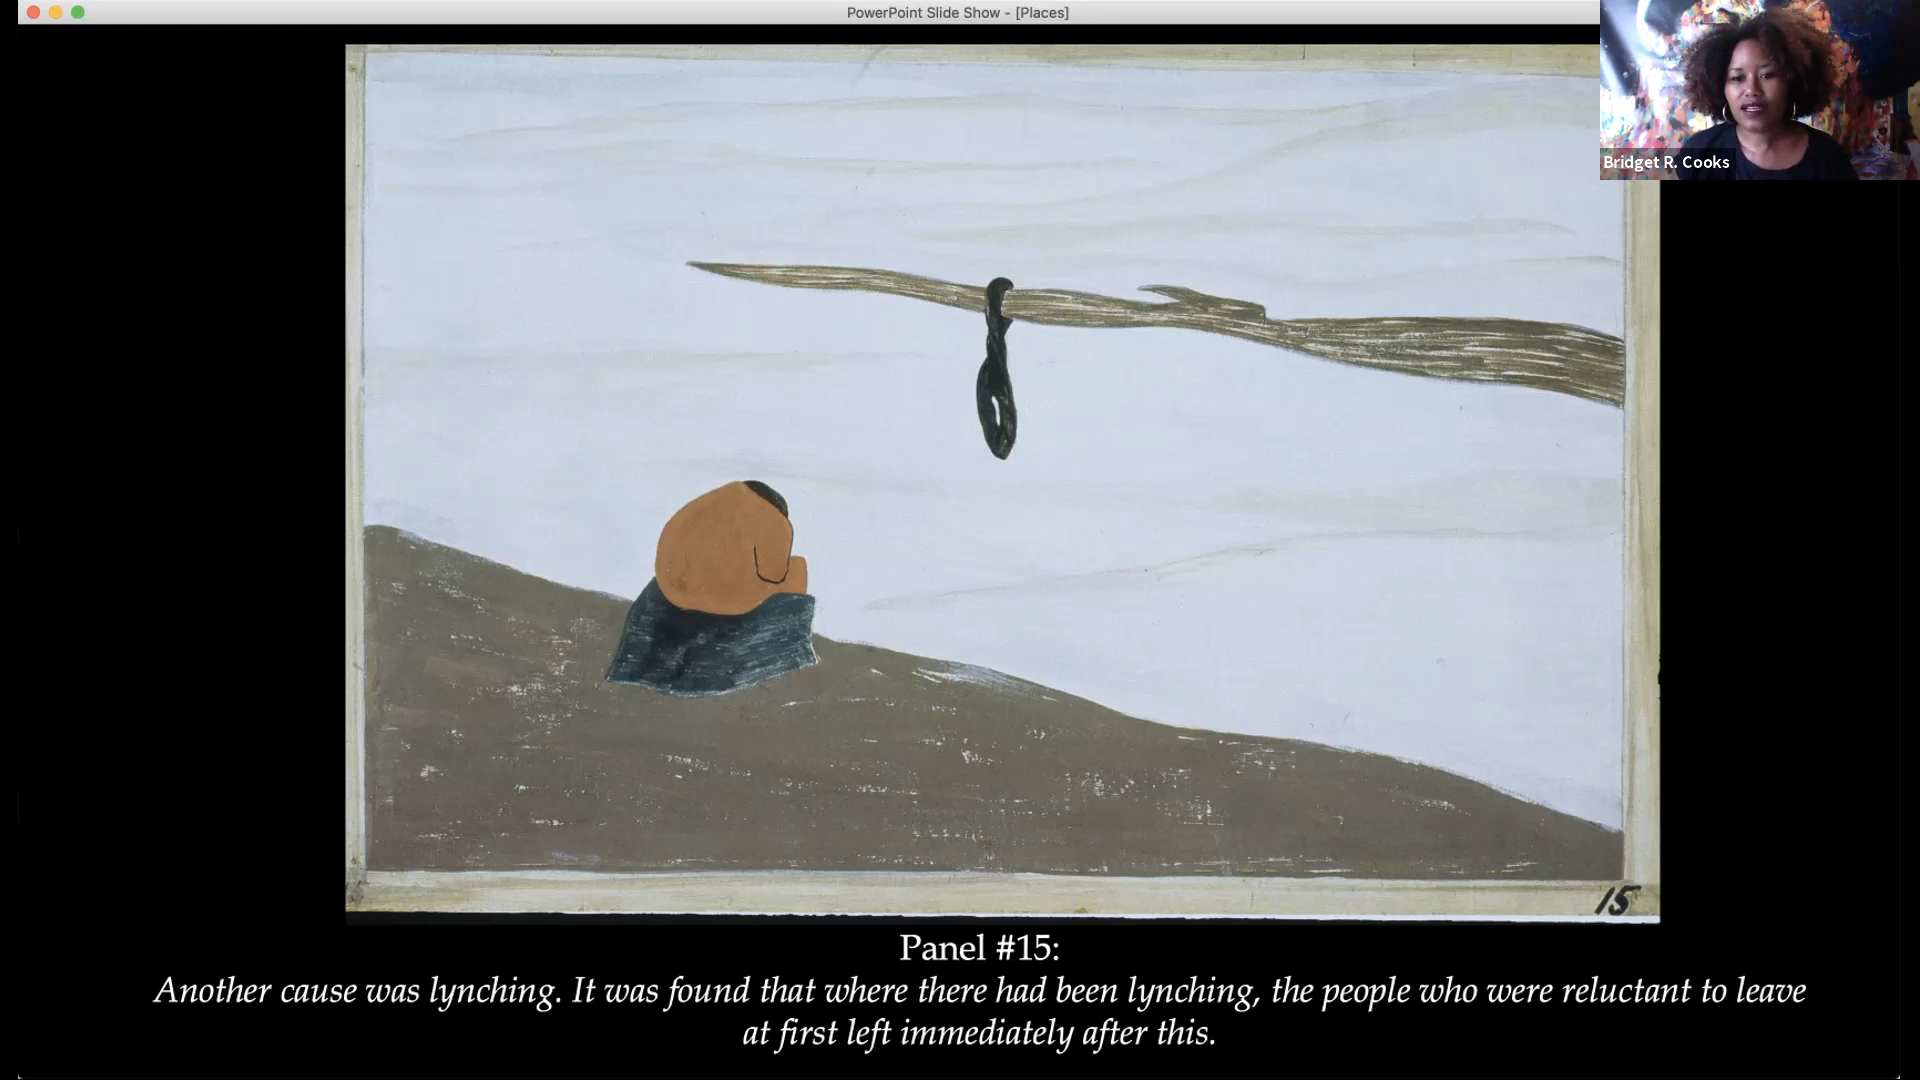 PowerPoint Slide Show - [Places]
Bridget R. Cooks
15
Panel #15:
Another cause was lynching. It was found that where there had been lynching, the people who were reluctant to leave
at first left immediately after this.